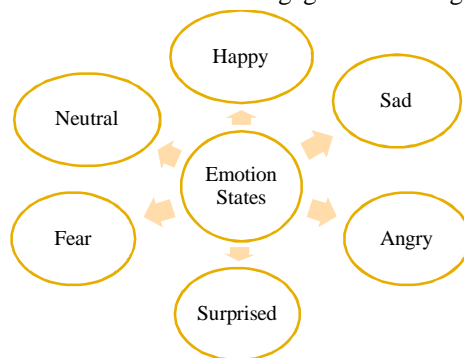 Happy
Sad
Neutral
Emotion
States
Fear
Angry
Surprised